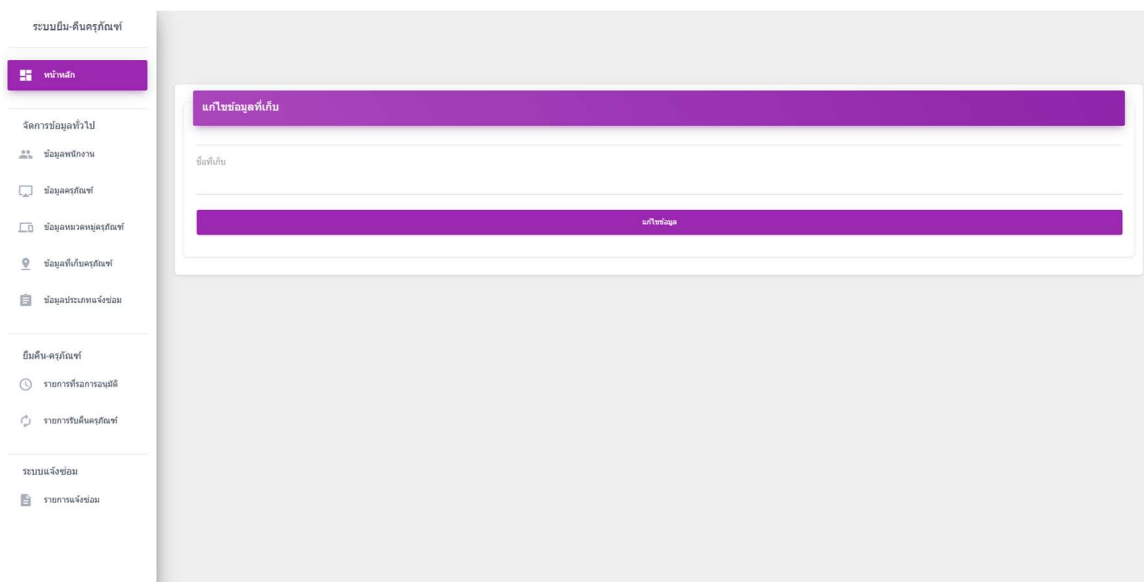 ระบบยืม-คืนครุภัณฑ์
หน้าหลัก
จัดการข้อมูลทั่วไป
ข้อมูลพนักงาน
ข้อมูลครุภัณฑ์
ข้อมูลหมวดหมู่ครุภัณฑ์
ข้อมูลที่เก็บครุภัณฑ์
ข้อมูลประเภทแจ้งซ่อม
ยืมคืน-ครุภัณฑ์
รายการที่รอการอนุมัติ
รายการรับคืนครุภัณฑ์
ระบบแจ้งซ่อม
รายการแจ้งซ่อม
แก้ไขข้อมูลที่เก็บ
ชื่อที่เก็บ
แก้ไขข้อมูล